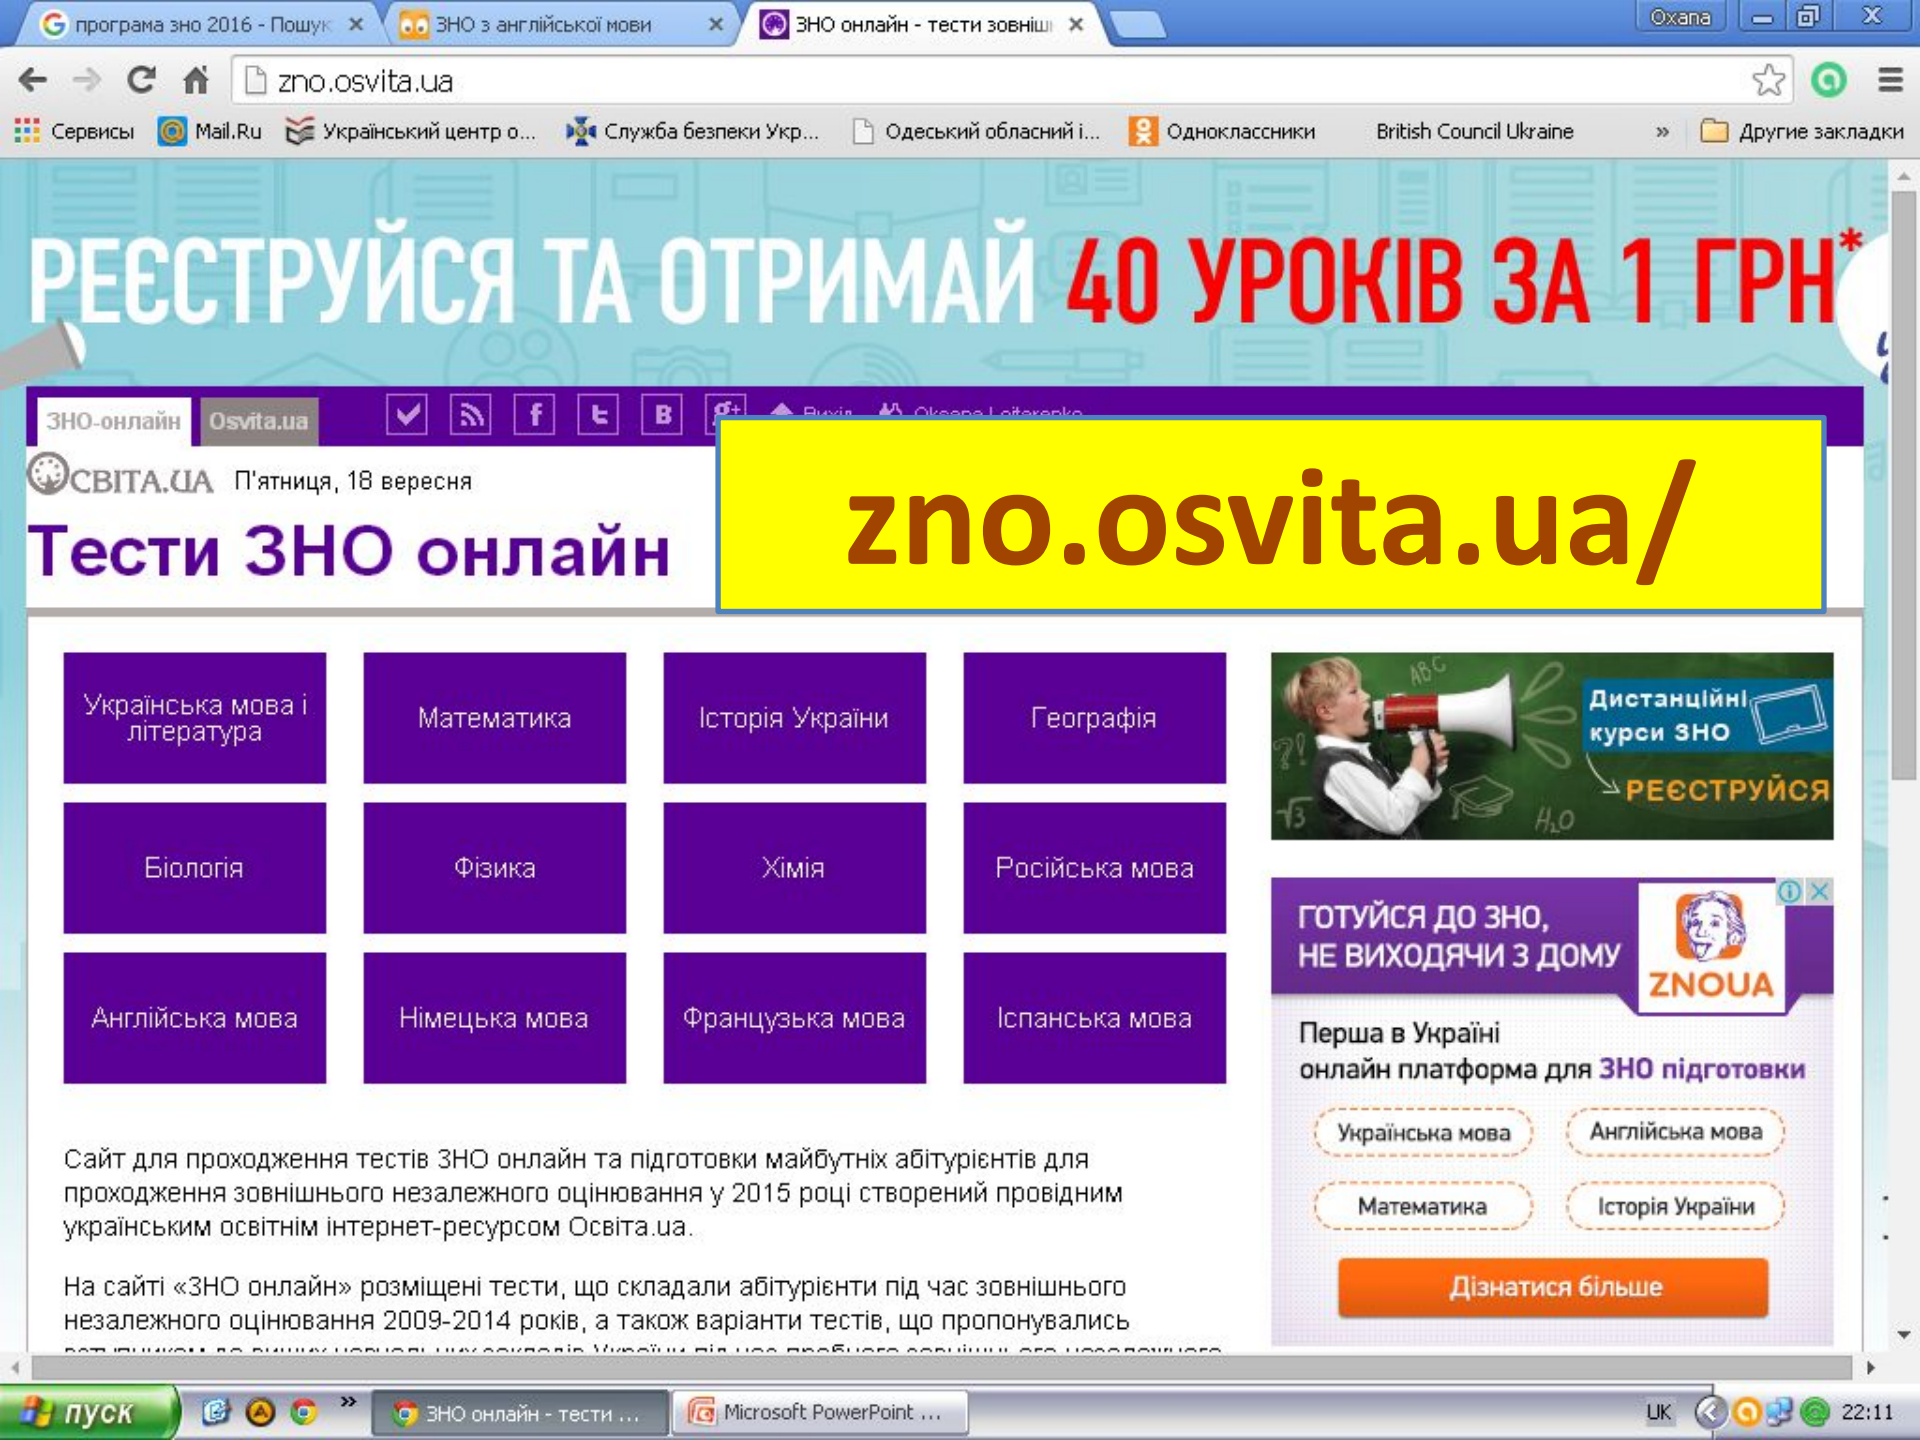 програма зно 2016 - Пошук
ЗНО з англійської мови
ЗНО онлайн - тести зовніш
Oxana
zno.osvita.ua
Сервисы
Mail.Ru
Український центр о...
Служба безпеки Укр...
Одеський обласний і...
Одноклассники
British Council Ukraine
»
Другие закладки
РЕЄСТРУЙСЯ ТА ОТРИМАЙ 40 УРОКІВ ЗА 1 ГРН*
ЗНО-онлайн
Osvita.ua
ОСВІТА.UA П'ятниця, 18 вересня
Тести ЗНО онлайн
zno.osvita.ua/
Українська мова і
література
Математика
Історія України
Географія
Біологія
Фізика
Хімія
Російська мова
Англійська мова
Німецька мова
Французька мова
Іспанська мова
ABC
Дистанційні
курси ЗНО
РЕЄСТРУЙСЯ
?!
√3
H₂O
ГОТУЙСЯ ДО ЗНО,
НЕ ВИХОДЯЧИ З ДОМУ
ZNOUA
Перша в Україні
онлайн платформа для ЗНО підготовки
Українська мова
Англійська мова
Математика
Історія України
Дізнатися більше
Сайт для проходження тестів ЗНО онлайн та підготовки майбутніх абітурієнтів для
проходження зовнішнього незалежного оцінювання у 2015 році створений провідним
українським освітнім інтернет-ресурсом Освіта.ua.
На сайті «ЗНО онлайн» розміщені тести, що складали абітурієнти під час зовнішнього
незалежного оцінювання 2009-2014 років, а також варіанти тестів, що пропонувались
пуск
»
ЗНО онлайн - тести ...
Microsoft PowerPoint ...
UK
22:11